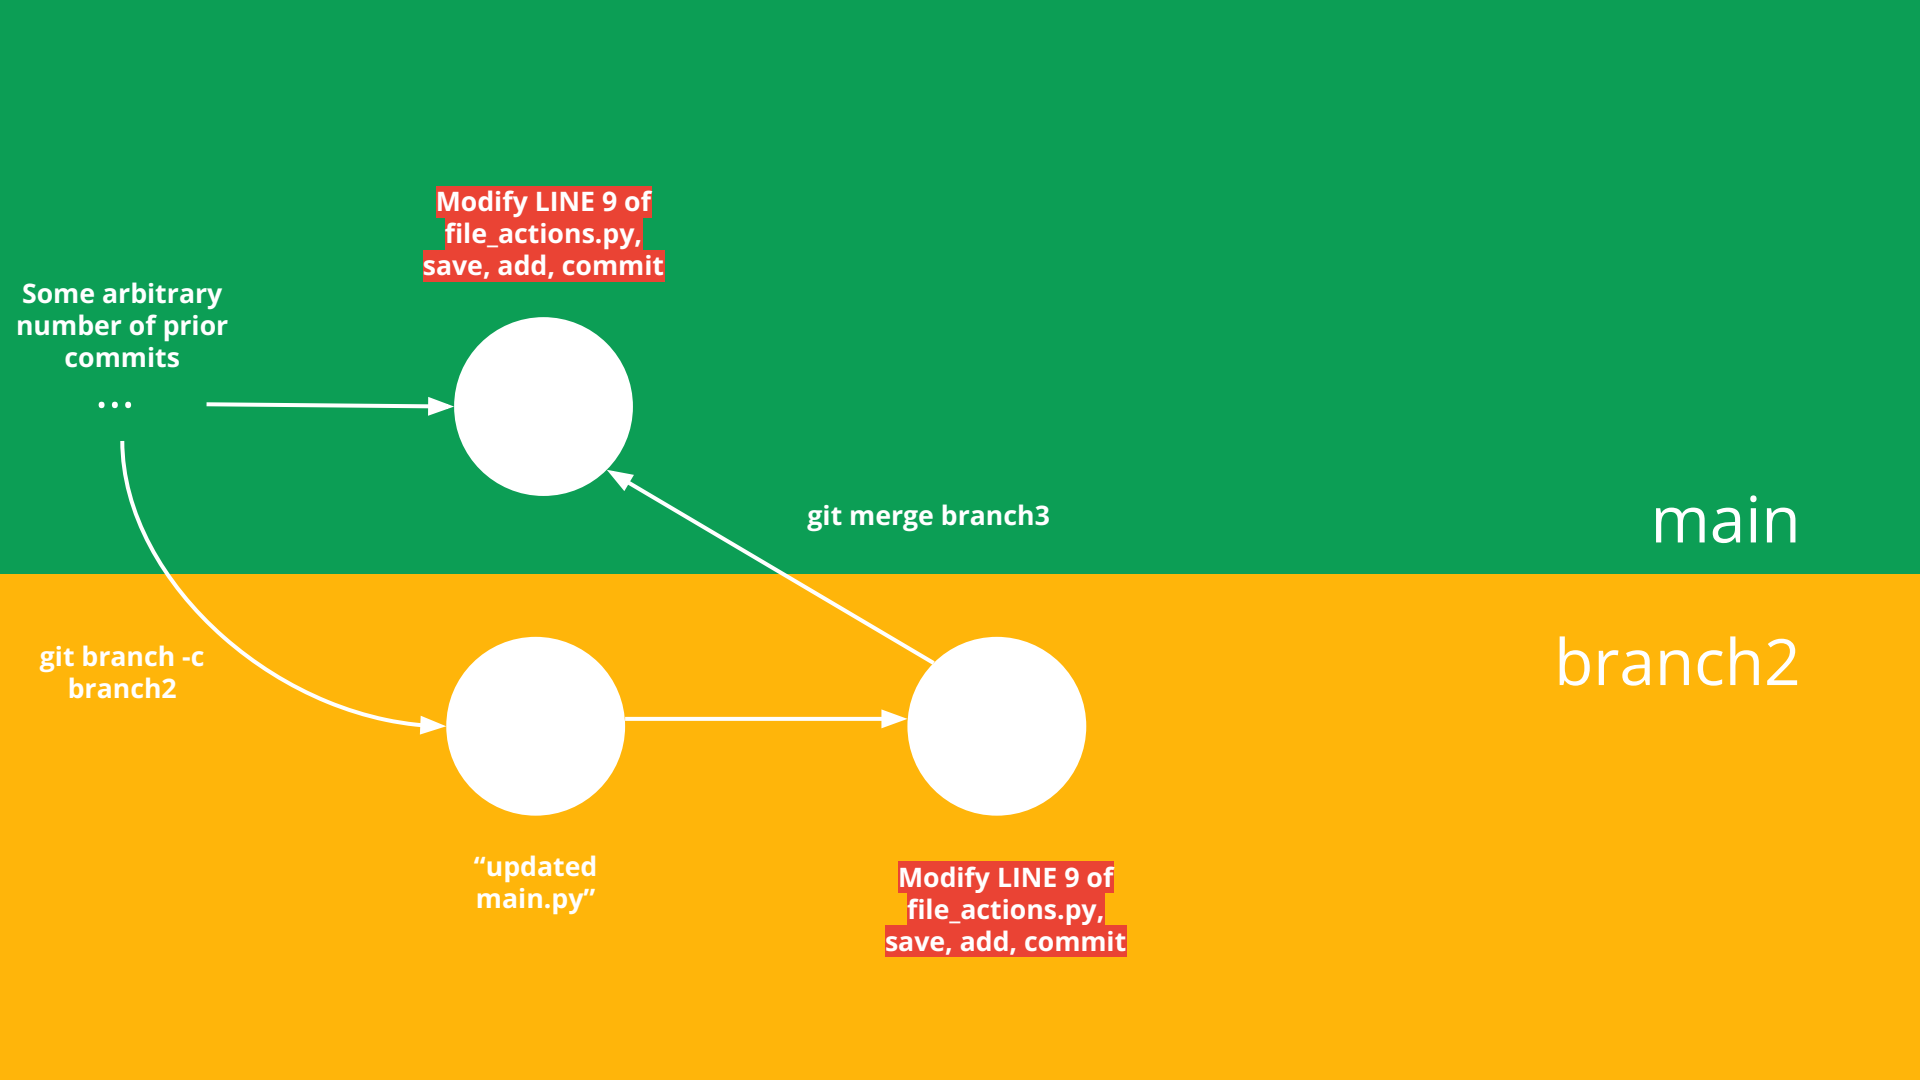 Modify LINE 9 of
file_actions.py,
save, add, commit
Some arbitrary
number of prior
commits
...
git merge branch3
main
branch2
git branch -c
branch2
“updated
main.py”
Modify LINE 9 of
file_actions.py,
save, add, commit